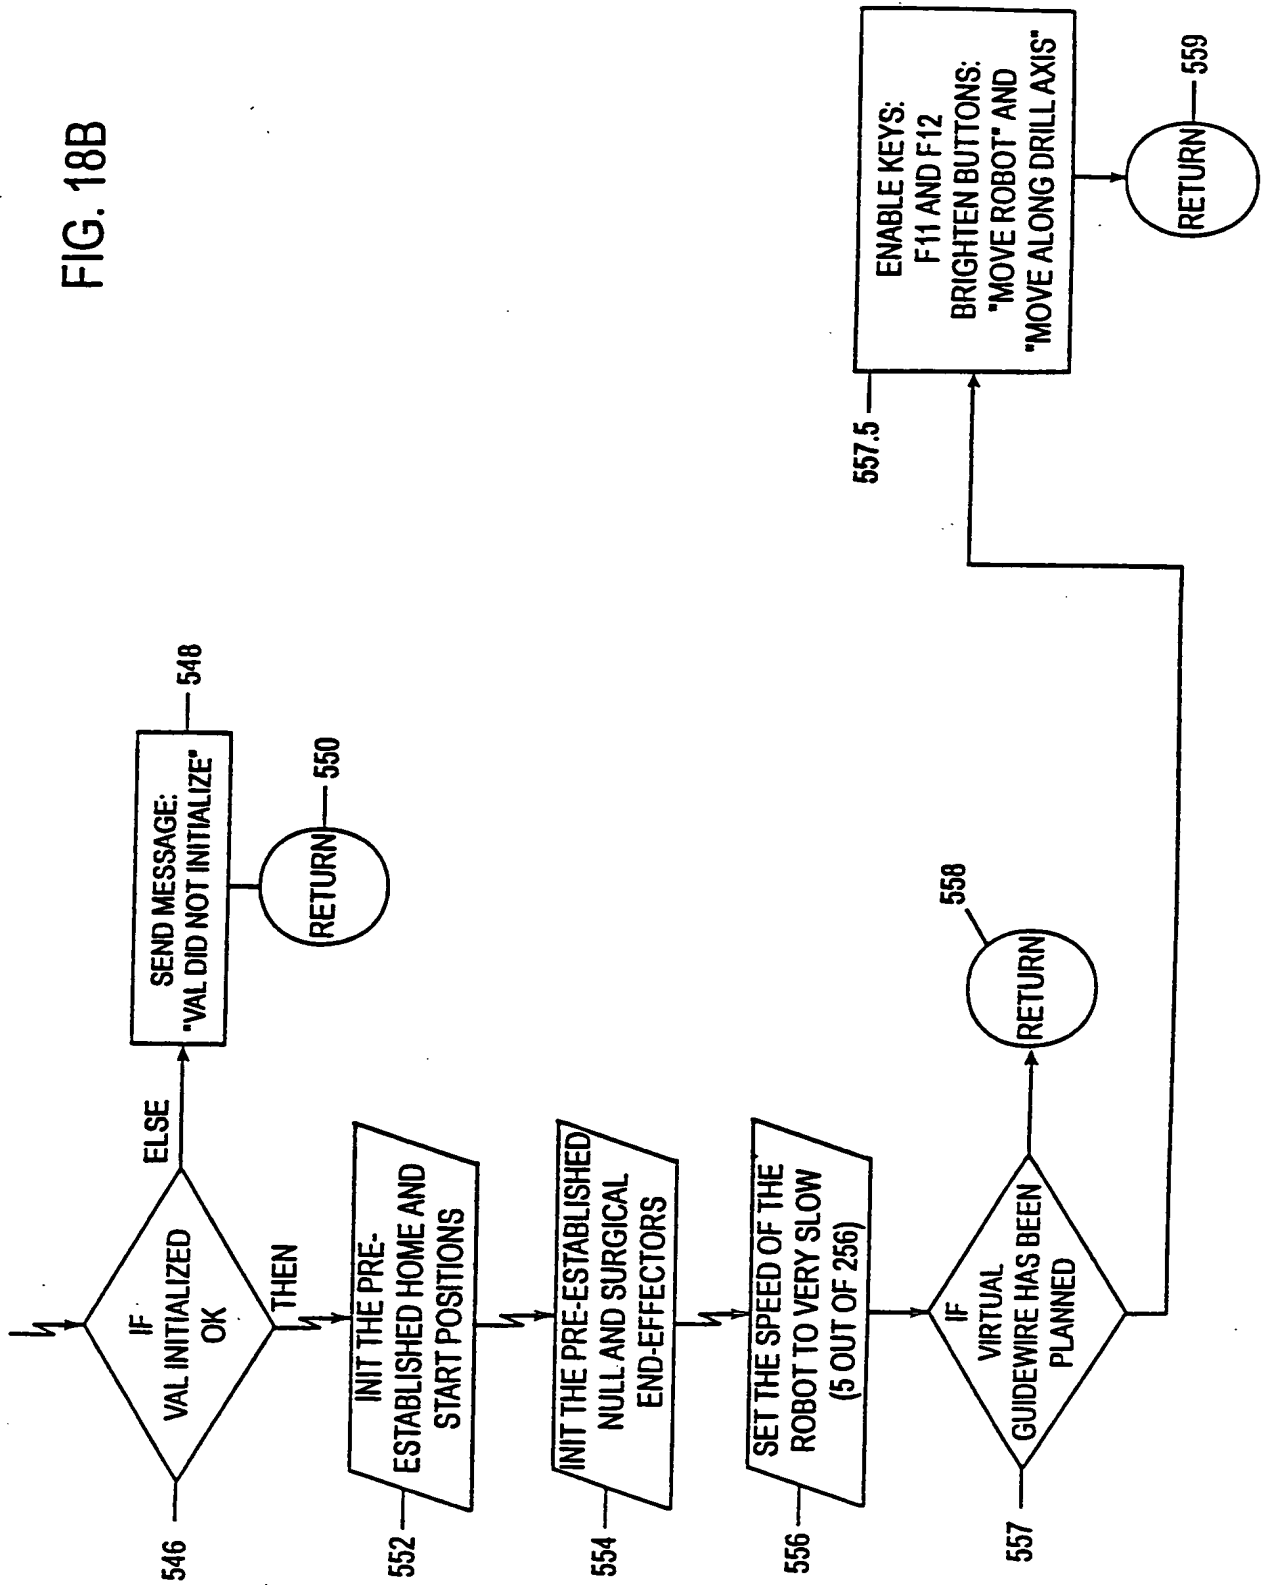 FIG. 18B
IF
VAL INITIALIZED
OK
546
ELSE
SEND MESSAGE:
"VAL DID NOT INITIALIZE"
548
RETURN
550
THEN
INIT THE PRE-
ESTABLISHED HOME AND
START POSITIONS
552
INIT THE PRE-ESTABLISHED
NULL AND SURGICAL
END-EFFECTORS
554
SET THE SPEED OF THE
ROBOT TO VERY SLOW
(5 OUT OF 256)
556
IF
VIRTUAL
GUIDEWIRE HAS BEEN
PLANNED
557
RETURN
558
ENABLE KEYS:
F11 AND F12
BRIGHTEN BUTTONS:
"MOVE ROBOT" AND
"MOVE ALONG DRILL AXIS"
557.5
RETURN
559